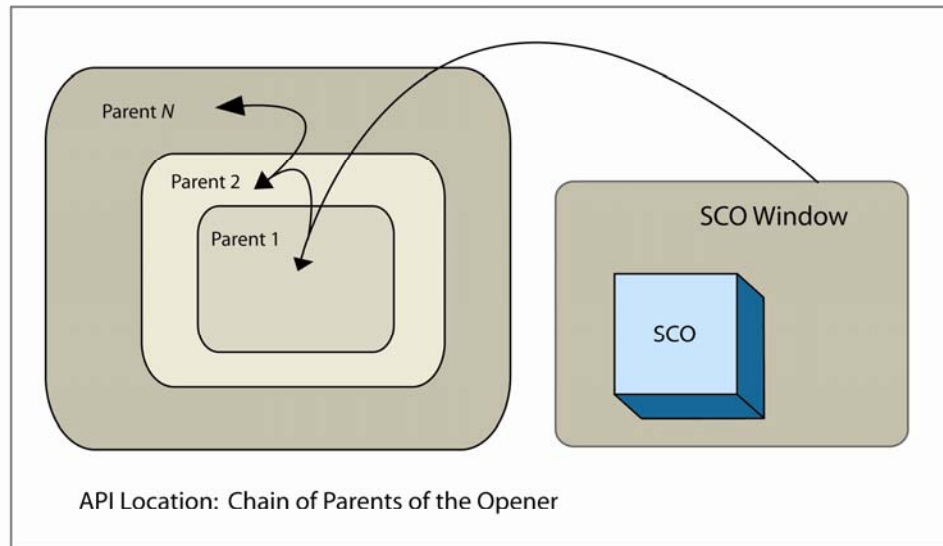 Parent N
Parent 2
Parent 1
SCO Window
SCO
API Location: Chain of Parents of the Opener